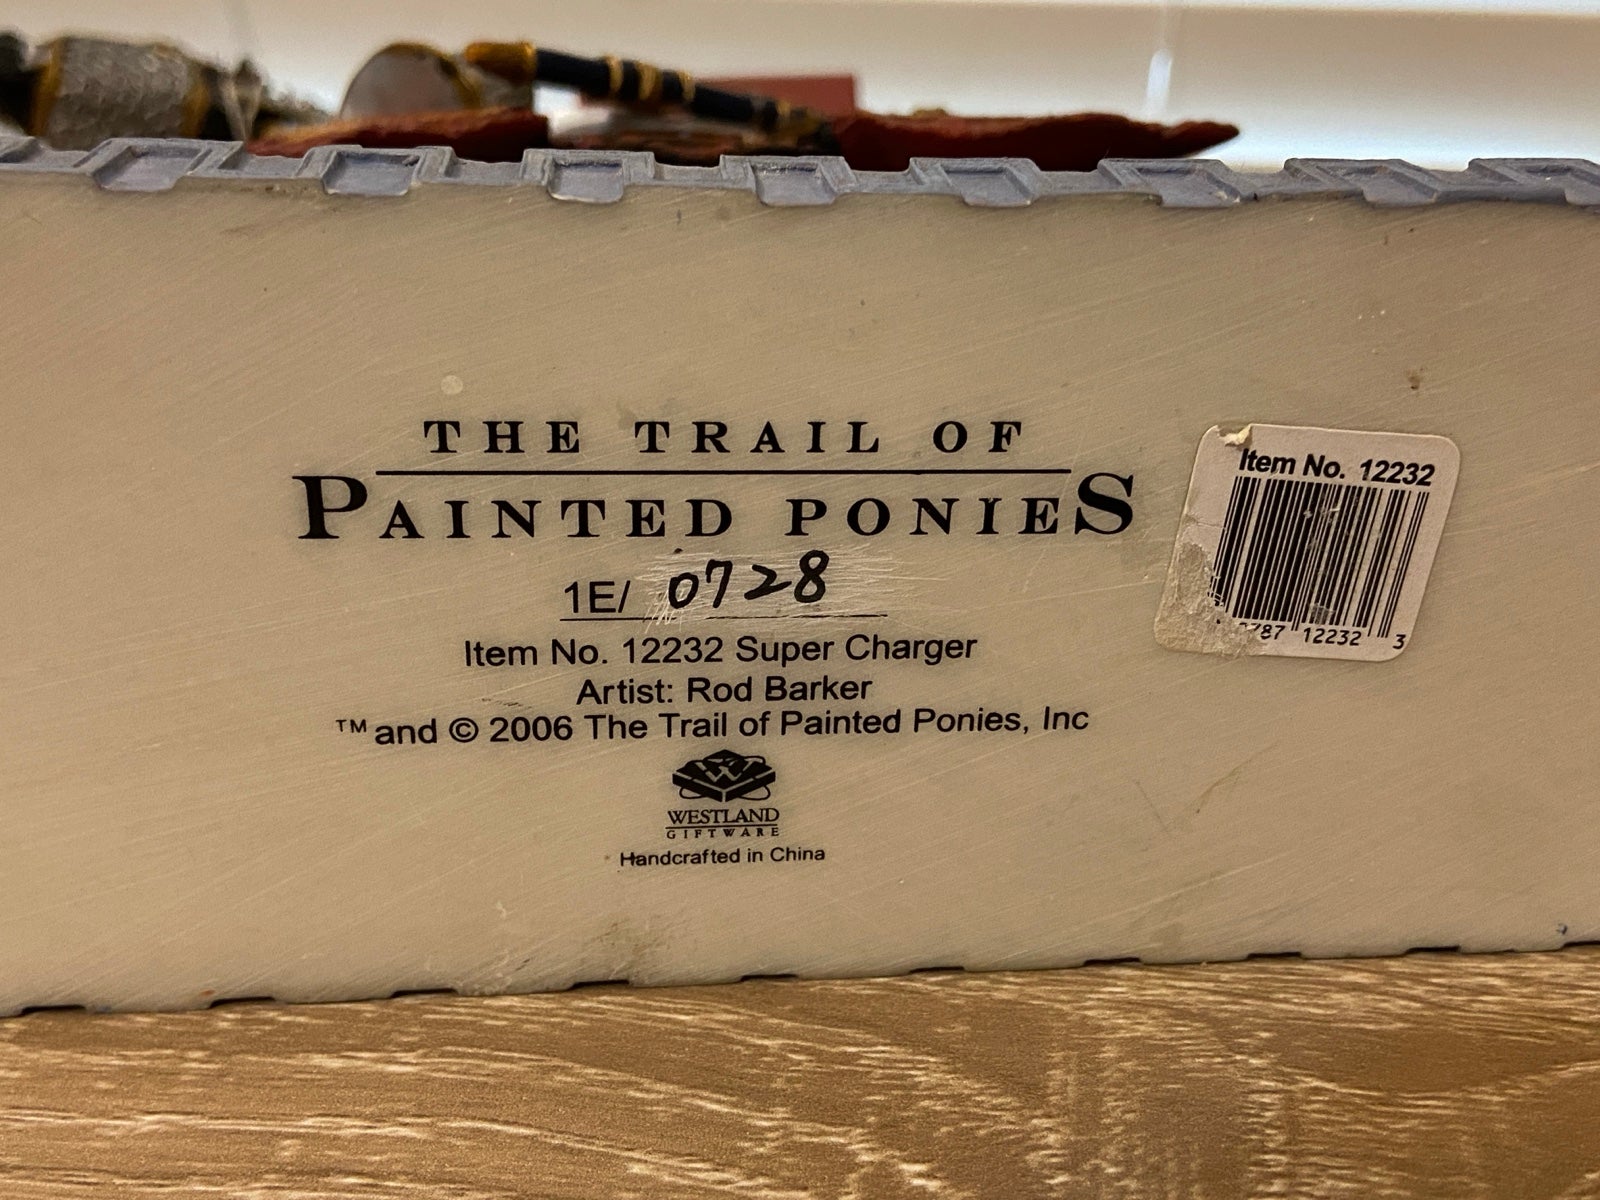 THE TRAIL OF
PAINTED PONIES
1E/ 0728
Item No. 12232 Super Charger
Artist: Rod Barker
™ and © 2006 The Trail of Painted Ponies, Inc
WESTLAND
GIFTWARE
Handcrafted in China
Item No. 12232
787 12232 3